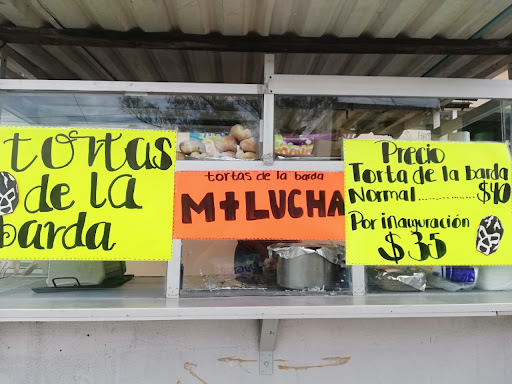 tortas
de la
barda
tortas de la barda
M+LUCHA
Precio
Torta de la barda
Normal.............$40
Por inauguración
$35